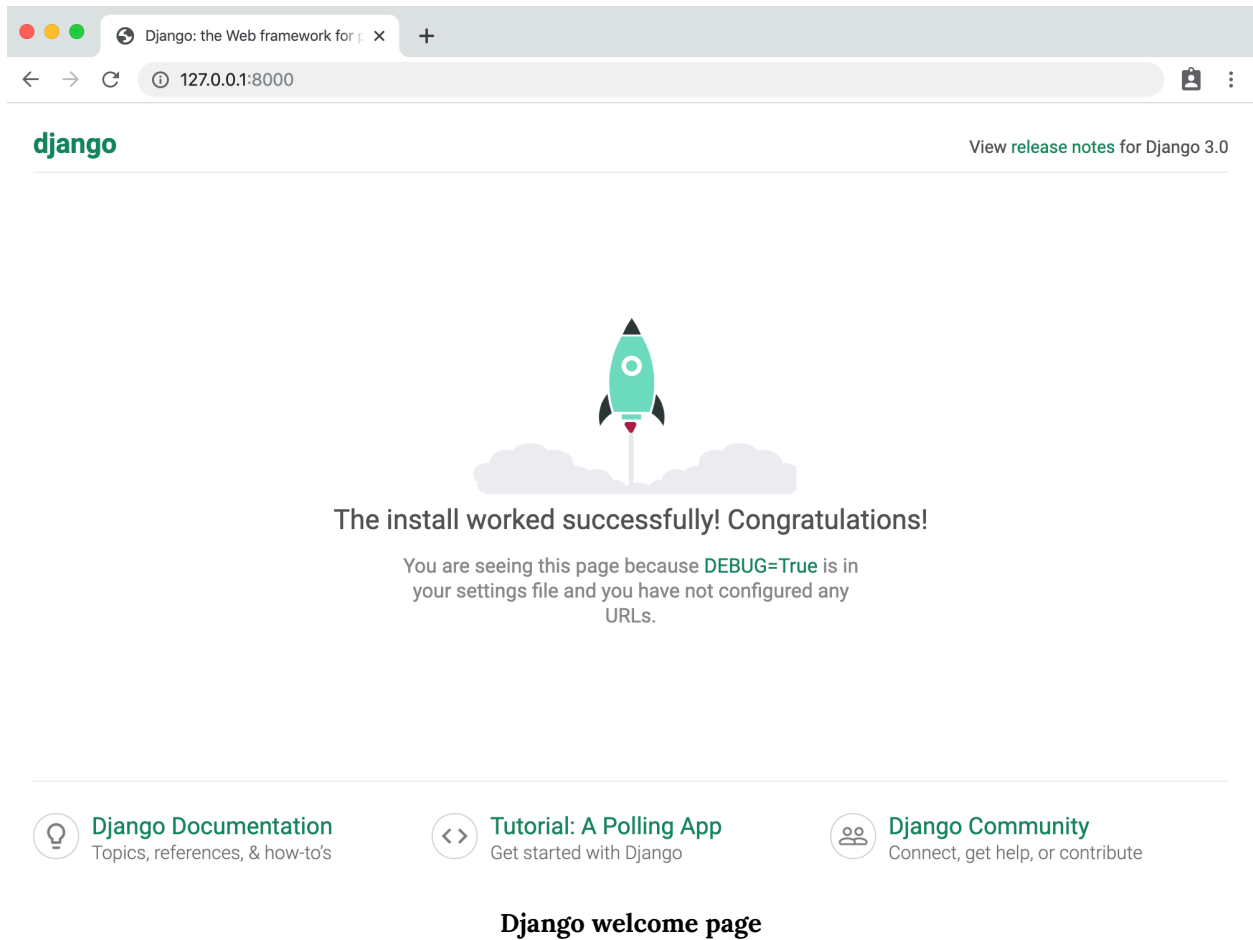 Django: the Web framework for p
127.0.0.1:8000
django
View release notes for Django 3.0
The install worked successfully! Congratulations!
You are seeing this page because DEBUG=True is in
your settings file and you have not configured any
URLs.
Django Documentation
Topics, references, & how-to's
Tutorial: A Polling App
Get started with Django
Django Community
Connect, get help, or contribute
Django welcome page